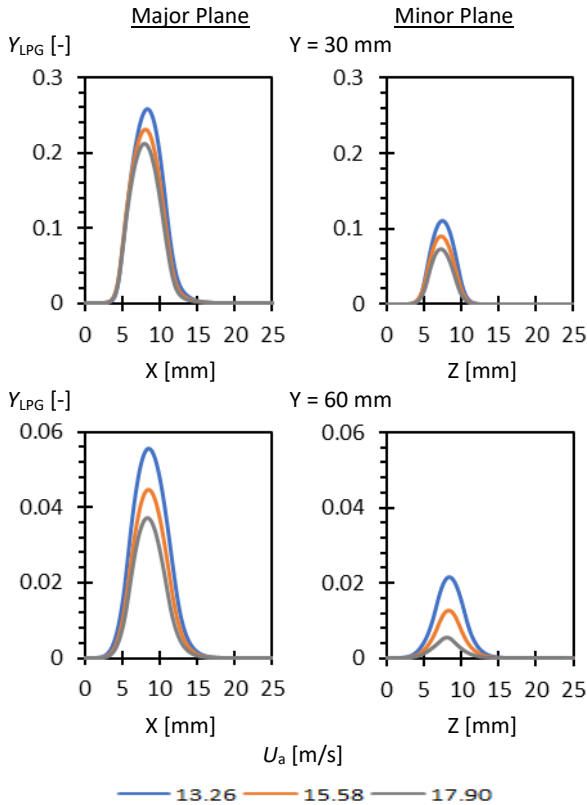 Major Plane Minor Plane
Y_LPG [-] Y = 30 mm
0.3 0.3
0.2 0.2
0.1 0.1
0 0
0 5 10 15 20 25 0 5 10 15 20 25
X [mm] Z [mm]
Y_LPG [-] Y = 60 mm
0.06 0.06
0.04 0.04
0.02 0.02
0 0
0 5 10 15 20 25 0 5 10 15 20 25
X [mm] Z [mm]
U_a [m/s]
13.26 15.58 17.90